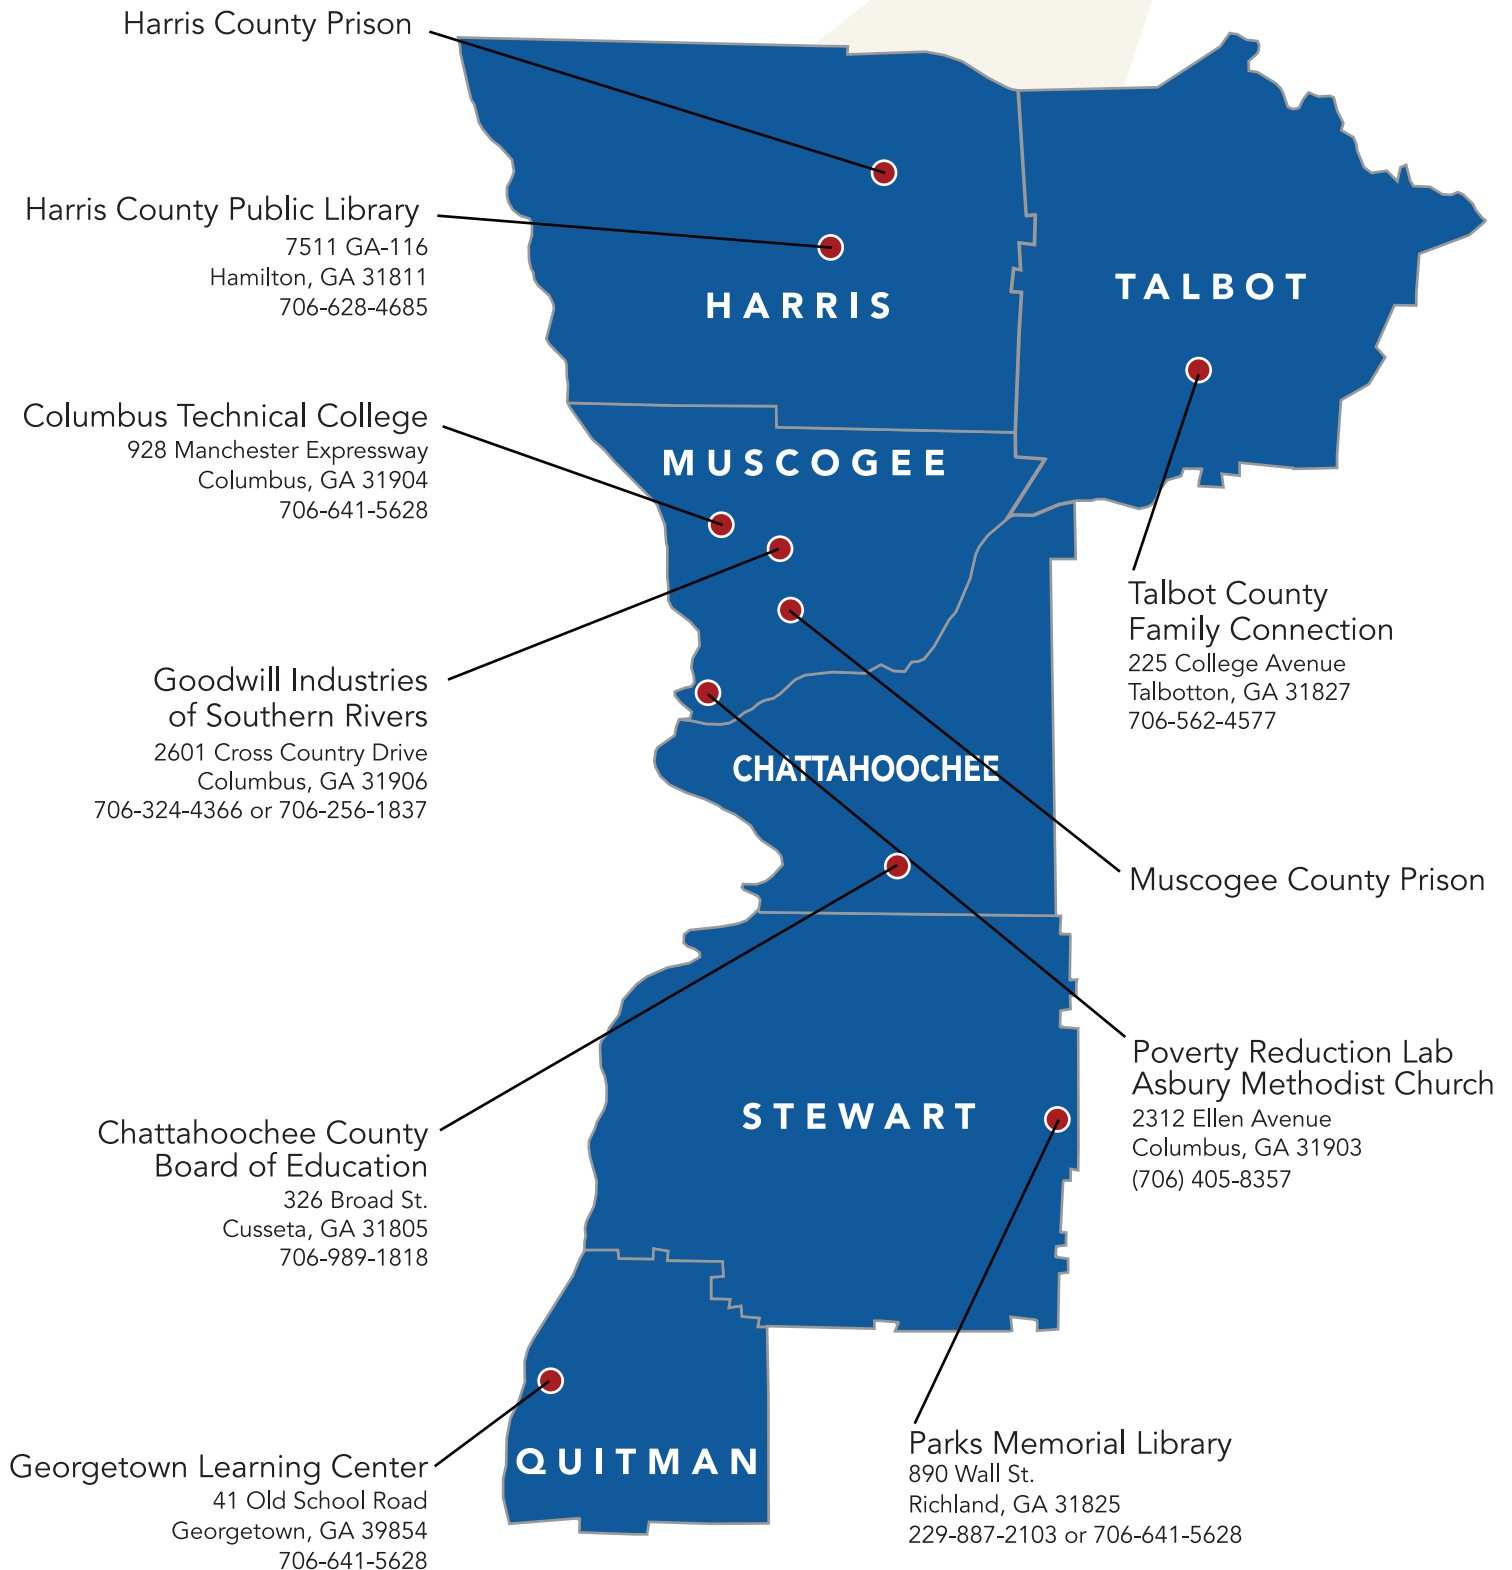 Harris County Prison
Harris County Public Library
7511 GA-116
Hamilton, GA 31811
706-628-4685
HARRIS
TALBOT
Columbus Technical College
928 Manchester Expressway
Columbus, GA 31904
706-641-5628
MUSCOGEE
Talbot County
Family Connection
225 College Avenue
Talbotton, GA 31827
706-562-4577
Goodwill Industries
of Southern Rivers
2601 Cross Country Drive
Columbus, GA 31906
706-324-4366 or 706-256-1837
CHATTAHOOCHEE
Muscogee County Prison
Poverty Reduction Lab
Asbury Methodist Church
2312 Ellen Avenue
Columbus, GA 31903
(706) 405-8357
STEWART
Chattahoochee County
Board of Education
326 Broad St.
Cusseta, GA 31805
706-989-1818
QUITMAN
Georgetown Learning Center
41 Old School Road
Georgetown, GA 39854
706-641-5628
Parks Memorial Library
890 Wall St.
Richland, GA 31825
229-887-2103 or 706-641-5628